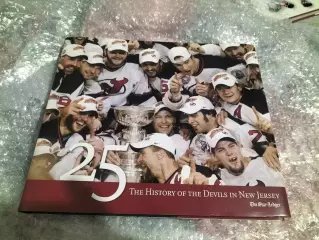 25
THE HISTORY OF THE DEVILS IN NEW JERSEY
The Star-Ledger